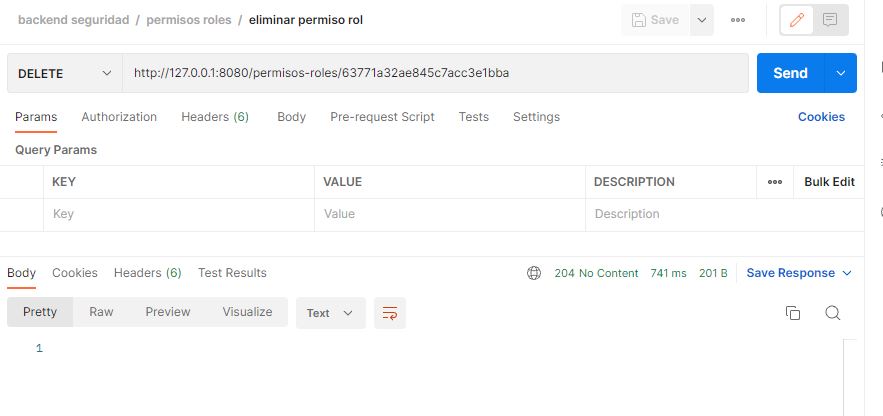 backend seguridad / permisos roles / eliminar permiso rol
Save
DELETE
http://127.0.0.1:8080/permisos-roles/63771a32ae845c7acc3e1bba
Send
Params Authorization Headers (6) Body Pre-request Script Tests Settings Cookies
Query Params
KEY VALUE DESCRIPTION Bulk Edit
Key Value Description
Body Cookies Headers (6) Test Results 204 No Content 741 ms 201 B Save Response
Pretty Raw Preview Visualize Text
1